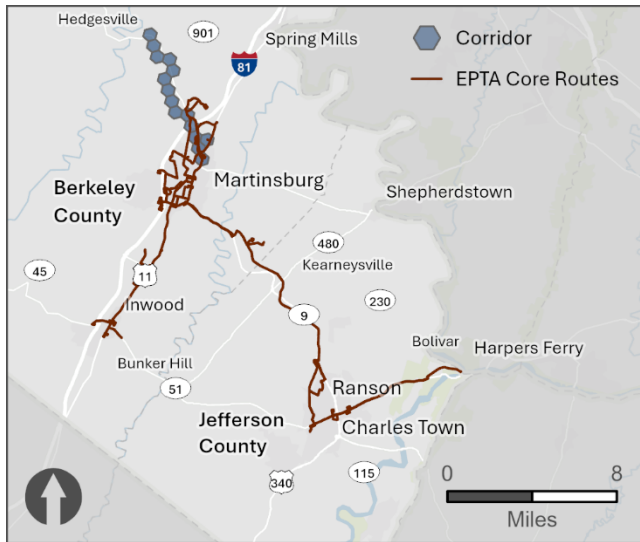 Hedgesville
901
Spring Mills
81
Corridor
EPTA Core Routes
Berkeley
County
Martinsburg
Shepherdstown
480
Kearneysville
45
11
230
Inwood
9
Bolivar
Harpers Ferry
Bunker Hill
51
Ranson
Jefferson
County
Charles Town
115
340
0
8
Miles